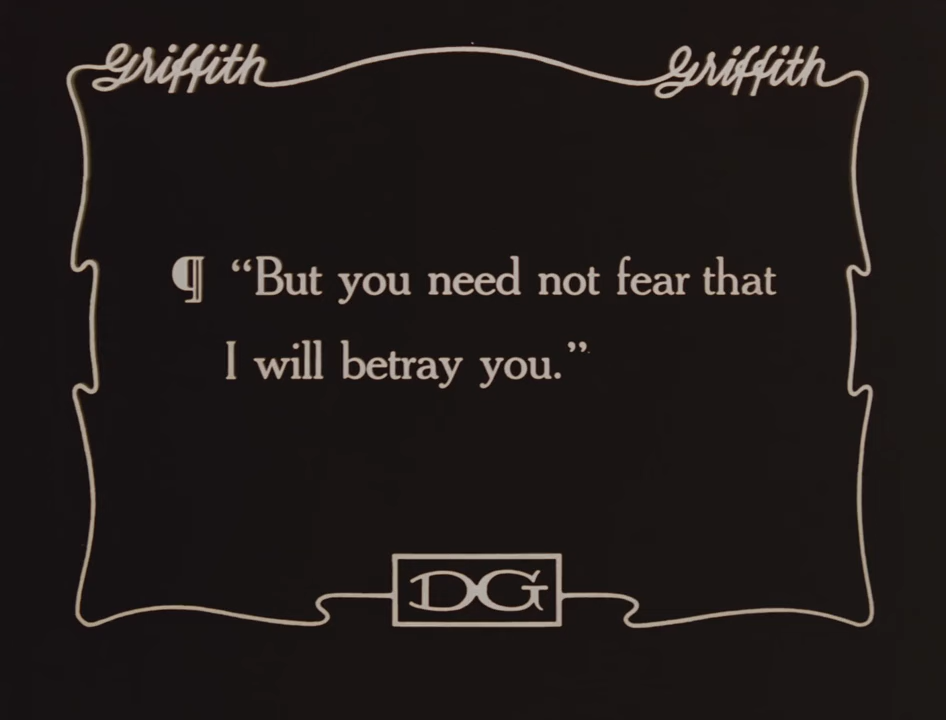 Griffith Griffith
¶ “But you need not fear that
I will betray you.”
DG